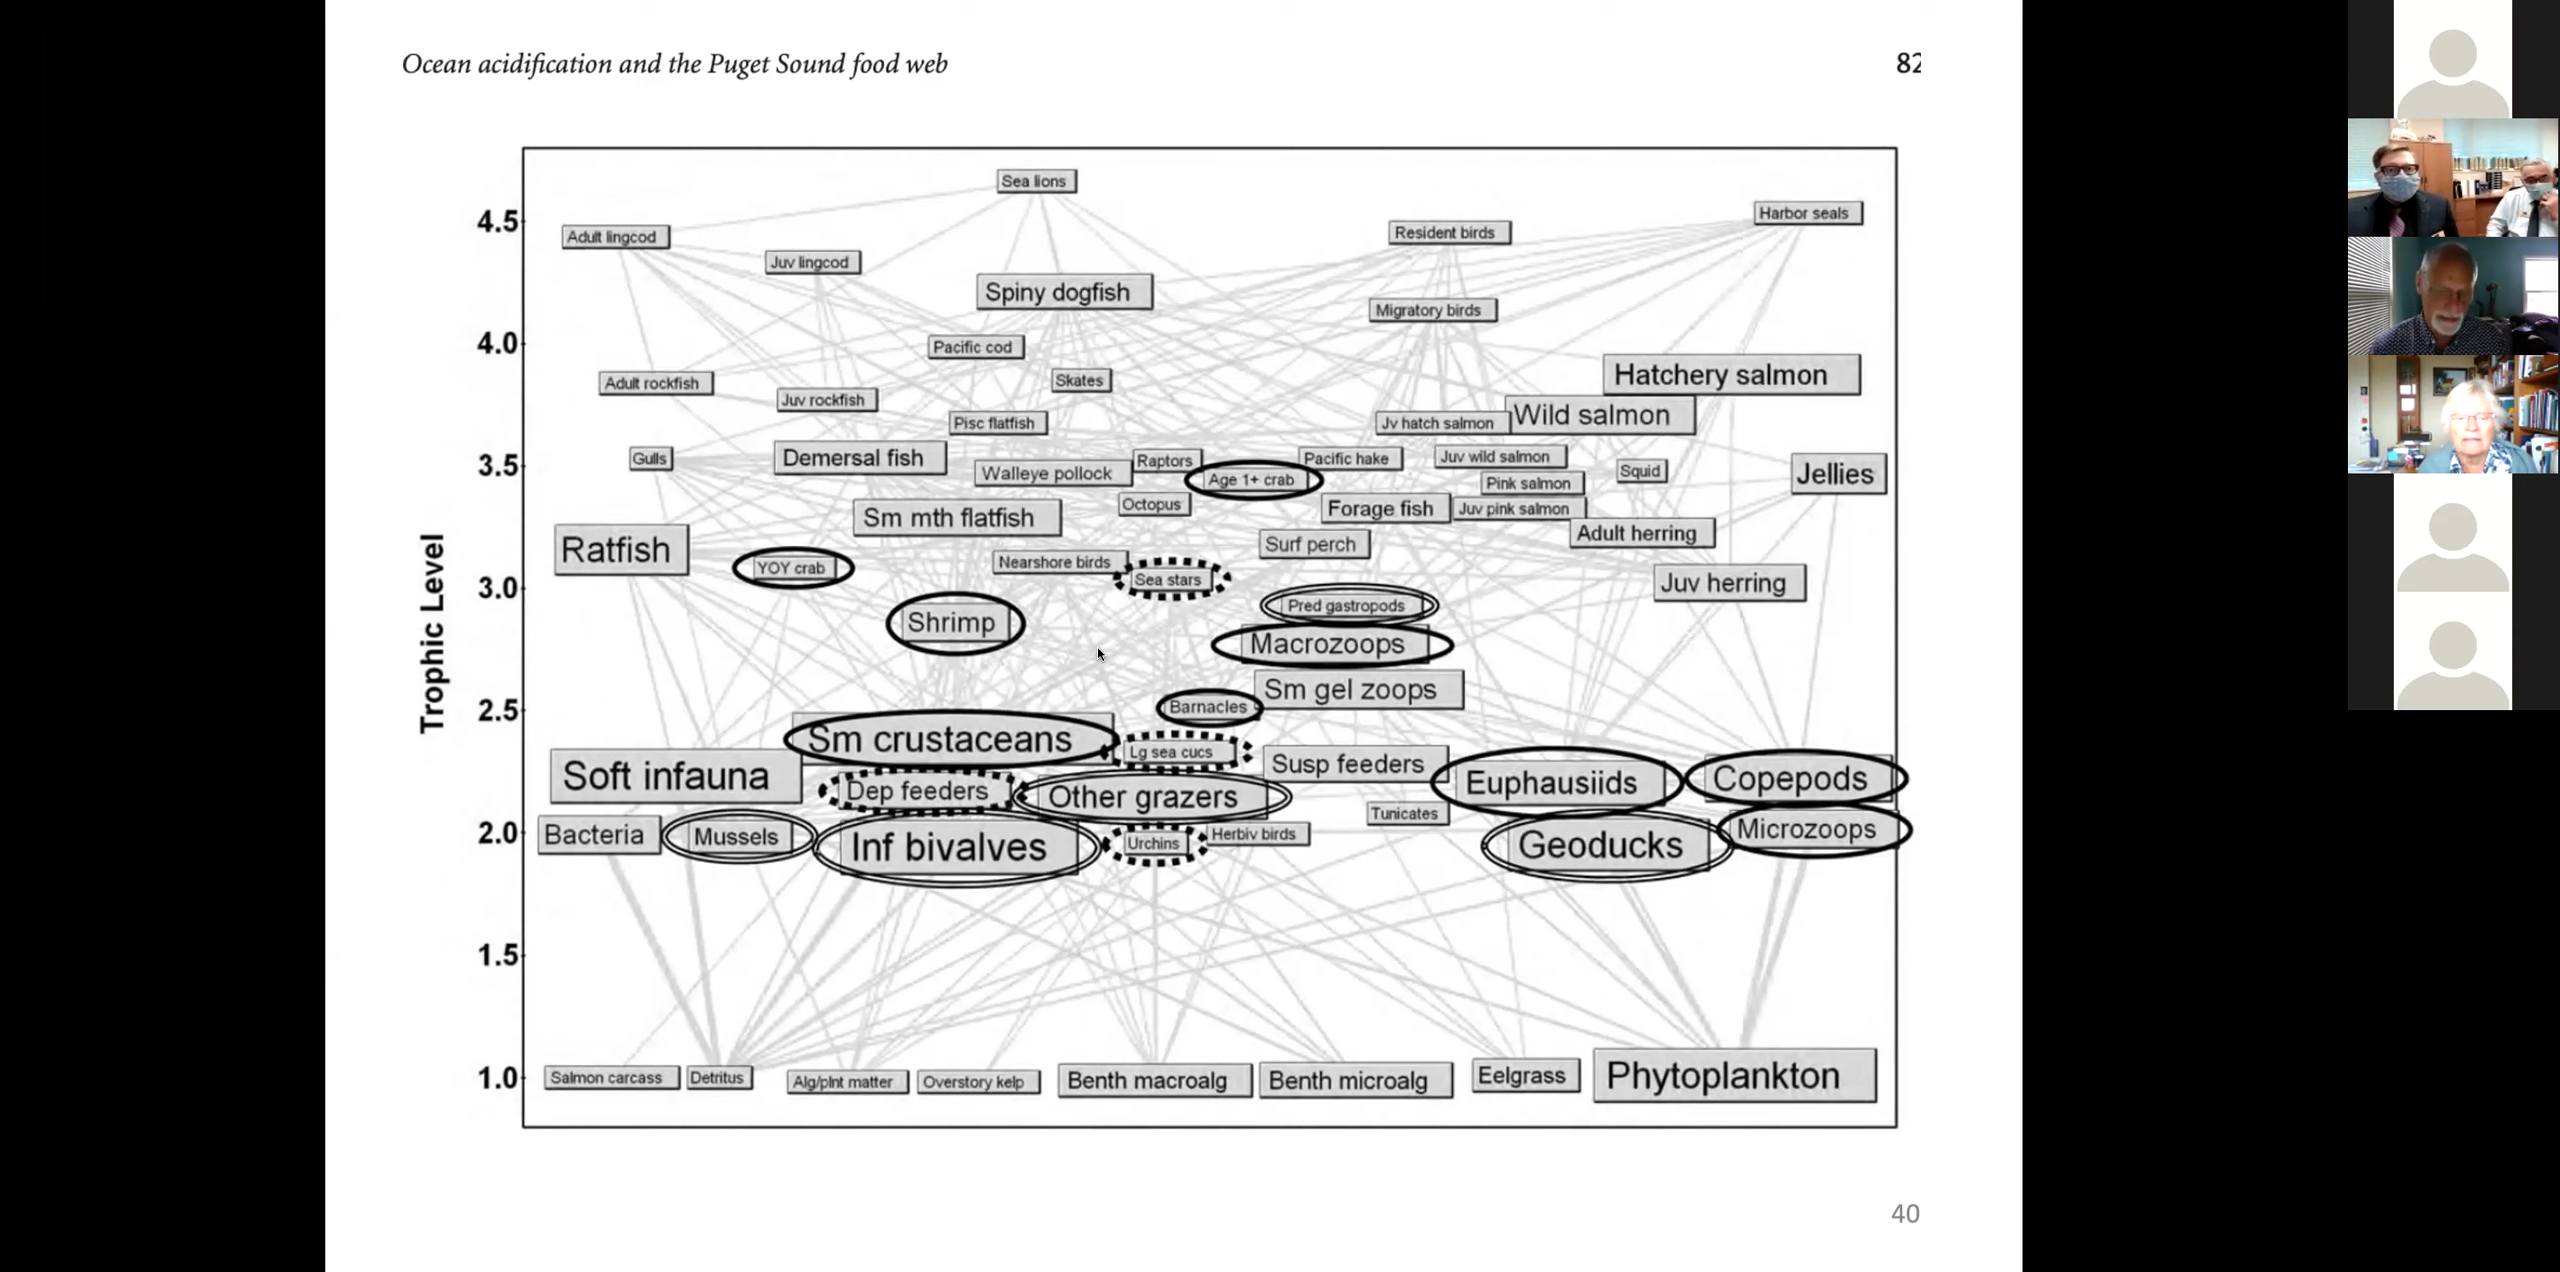 Ocean acidification and the Puget Sound food web
82
Trophic Level
4.5
4.0
3.5
3.0
2.5
2.0
1.5
1.0
Sea lions
Harbor seals
Adult lingcod
Resident birds
Juv lingcod
Spiny dogfish
Migratory birds
Pacific cod
Hatchery salmon
Adult rockfish
Skates
Juv rockfish
Pisc flatfish
Jv hatch salmon
Wild salmon
Gulls
Demersal fish
Walleye pollock
Raptors
Age 1+ crab
Pacific hake
Juv wild salmon
Squid
Jellies
Pink salmon
Octopus
Forage fish
Juv pink salmon
Sm mth flatfish
Adult herring
Ratfish
Surf perch
YOY crab
Nearshore birds
Sea stars
Juv herring
Shrimp
Pred gastropods
Macrozoops
Sm gel zoops
Barnacles
Sm crustaceans
Lg sea cucs
Susp feeders
Soft infauna
Euphausiids
Copepods
Dep feeders
Other grazers
Tunicates
Microzoops
Bacteria
Mussels
Inf bivalves
Urchins
Herbiv birds
Geoducks
Salmon carcass
Detritus
Alg/plnt matter
Overstory kelp
Benth macroalg
Benth microalg
Eelgrass
Phytoplankton
40